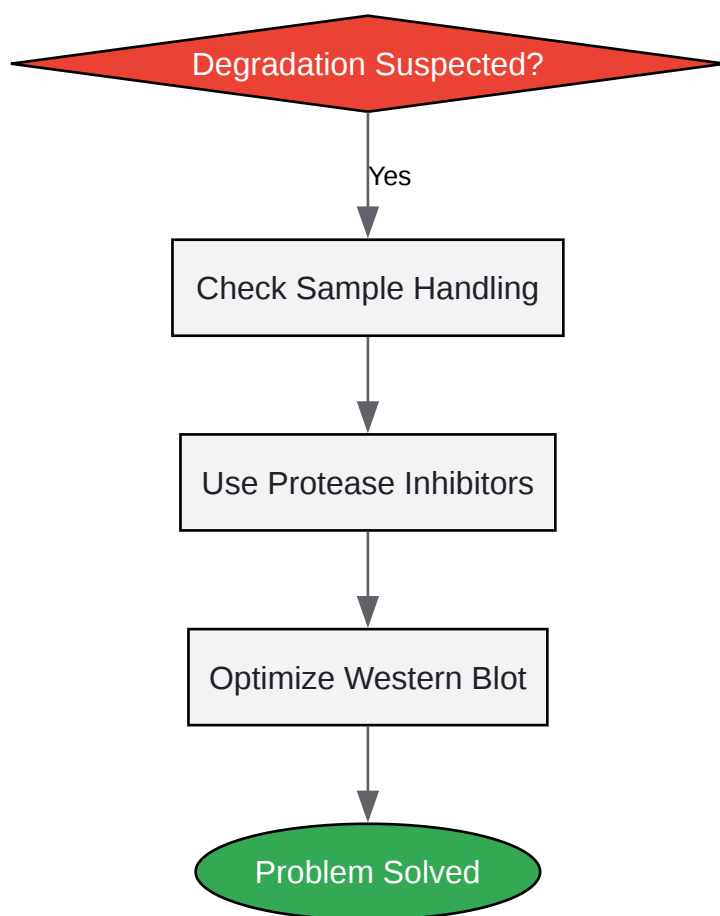 Degradation Suspected?
Yes
Check Sample Handling
Use Protease Inhibitors
Optimize Western Blot
Problem Solved